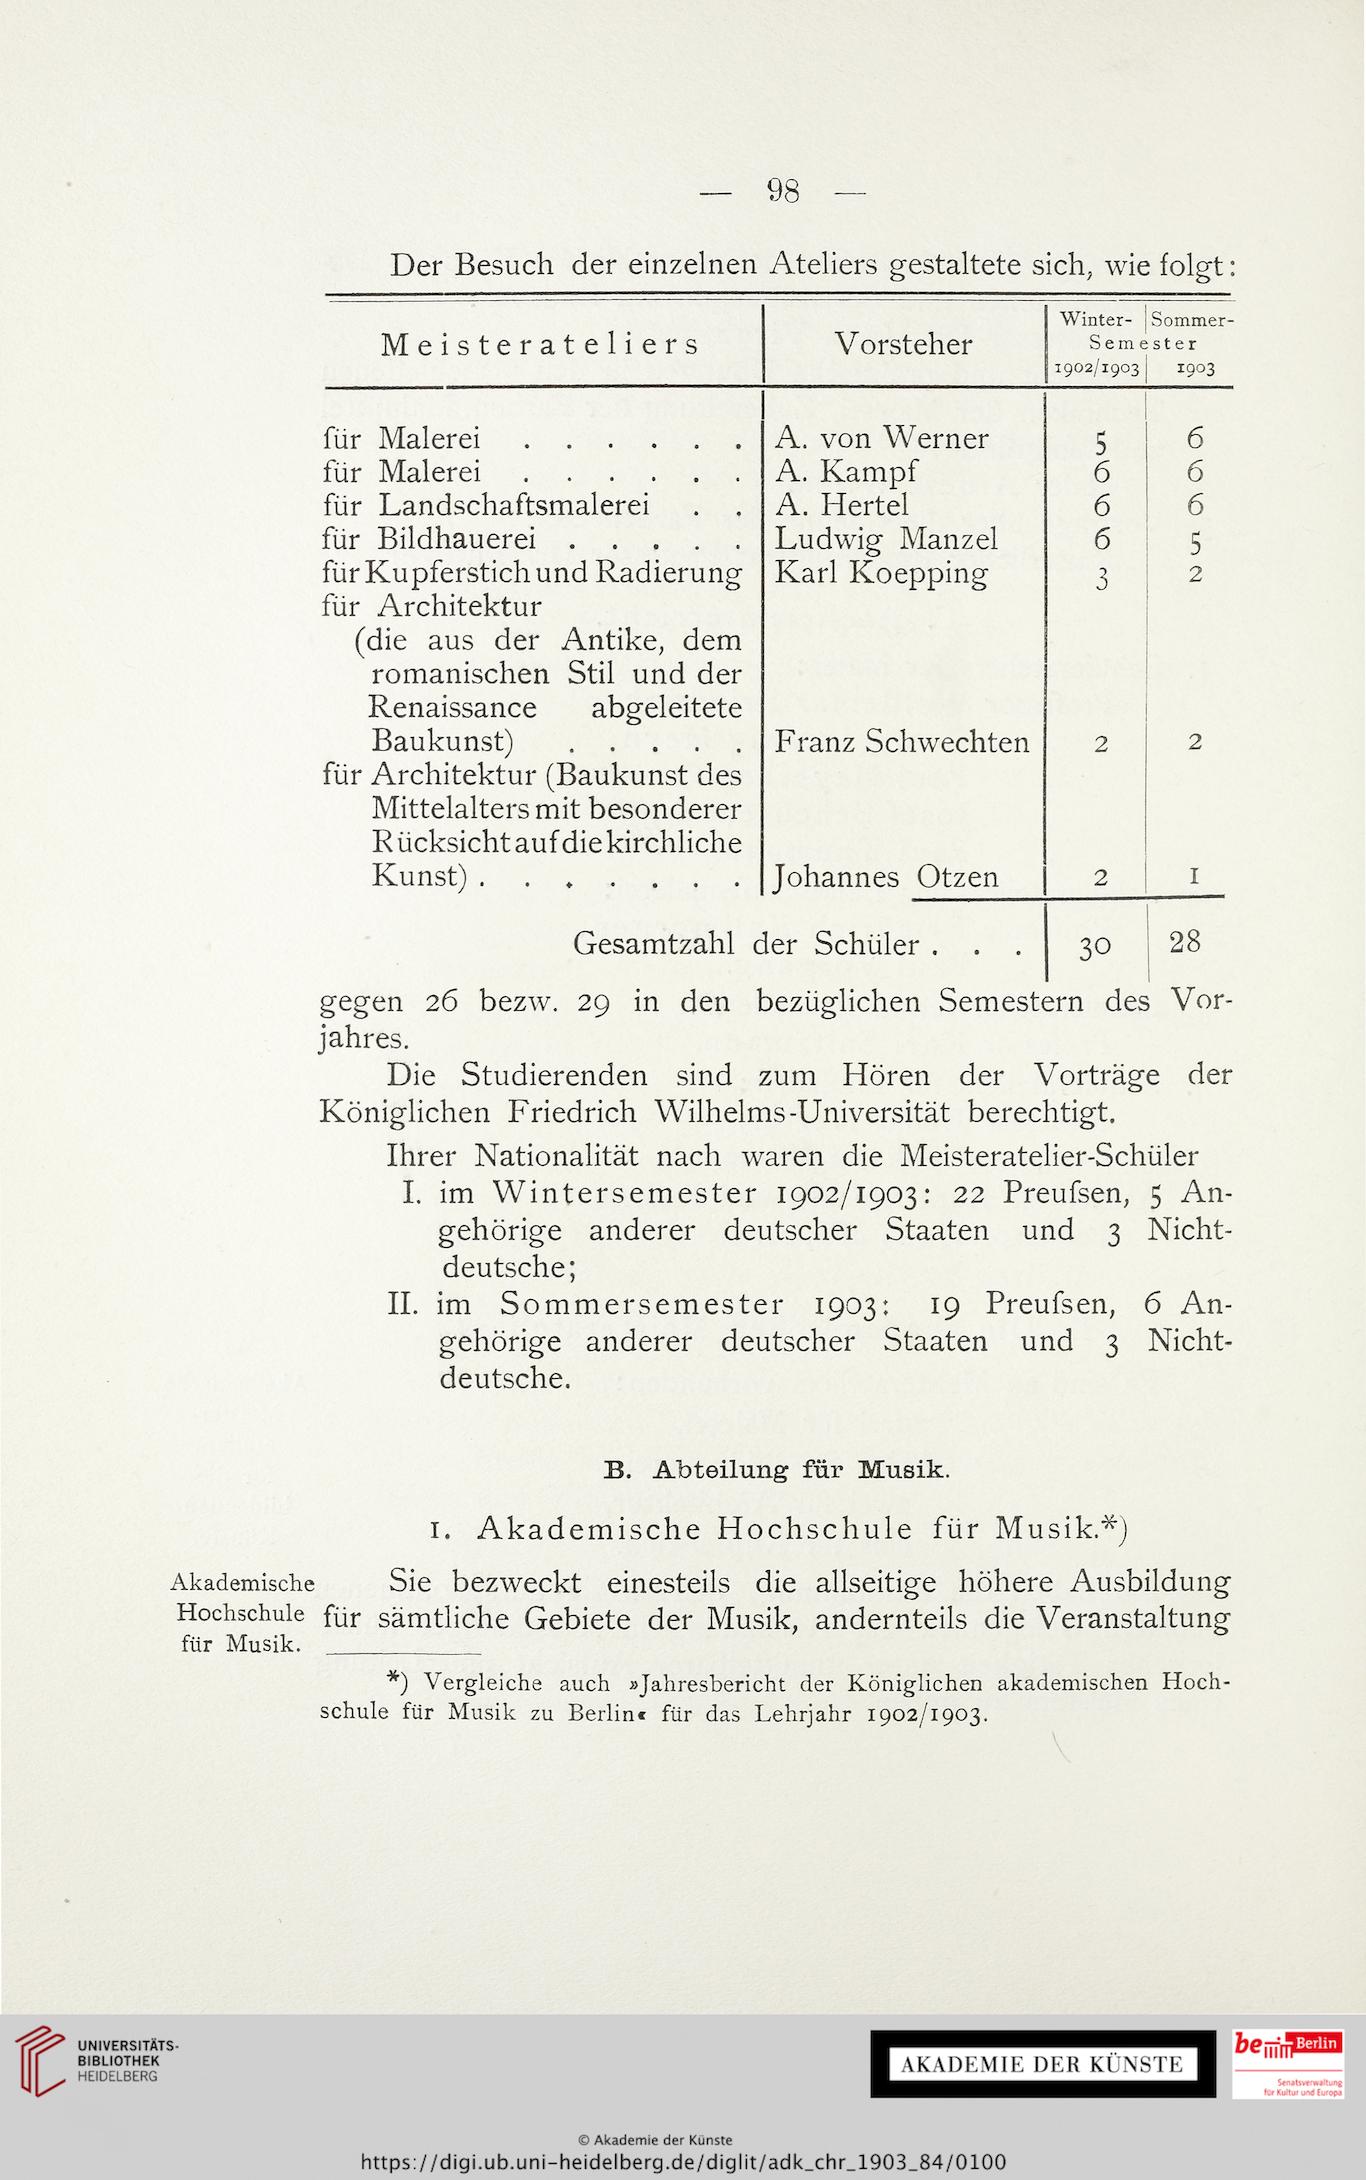 — 98 —
Der Besuch der einzelnen Ateliers gestaltete sich, wie folgt:
Meisterateliers Vorsteher Winter- Sommer-
Semester
1902/1903 1903
für Malerei . . . . . . A. von Werner 5 6
für Malerei . . . . . . A. Kampf 6 6
für Landschaftsmalerei . . A. Hertel 6 6
für Bildhauerei . . . . . Ludwig Manzel 6 5
für Kupferstich und Radierung Karl Koepping 3 2
für Architektur
(die aus der Antike, dem
romanischen Stil und der
Renaissance abgeleitete
Baukunst) . . . . . Franz Schwechten 2 2
für Architektur (Baukunst des
Mittelalters mit besonderer
Rücksicht auf die kirchliche
Kunst) . . . . . . . Johannes Otzen 2 1
Gesamtzahl der Schüler . . . 30 28
gegen 26 bezw. 29 in den bezüglichen Semestern des Vor-
jahres.
Die Studierenden sind zum Hören der Vorträge der
Königlichen Friedrich Wilhelms-Universität berechtigt.
Ihrer Nationalität nach waren die Meisteratelier-Schüler
I. im Wintersemester 1902/1903: 22 Preufsen, 5 An-
gehörige anderer deutscher Staaten und 3 Nicht-
deutsche;
II. im Sommersemester 1903: 19 Preufsen, 6 An-
gehörige anderer deutscher Staaten und 3 Nicht-
deutsche.
B. Abteilung für Musik.
1. Akademische Hochschule für Musik.*)
Akademische
Hochschule
für Musik.
Sie bezweckt einesteils die allseitige höhere Ausbildung
für sämtliche Gebiete der Musik, andernteils die Veranstaltung
*) Vergleiche auch »Jahresbericht der Königlichen akademischen Hoch-
schule für Musik zu Berlin« für das Lehrjahr 1902/1903.
UNIVERSITÄTS-
BIBLIOTHEK
HEIDELBERG
AKADEMIE DER KÜNSTE
be Berlin
Senatsverwaltung
für Kultur und Europa
© Akademie der Künste
https://digi.ub.uni-heidelberg.de/diglit/adk_chr_1903_84/0100